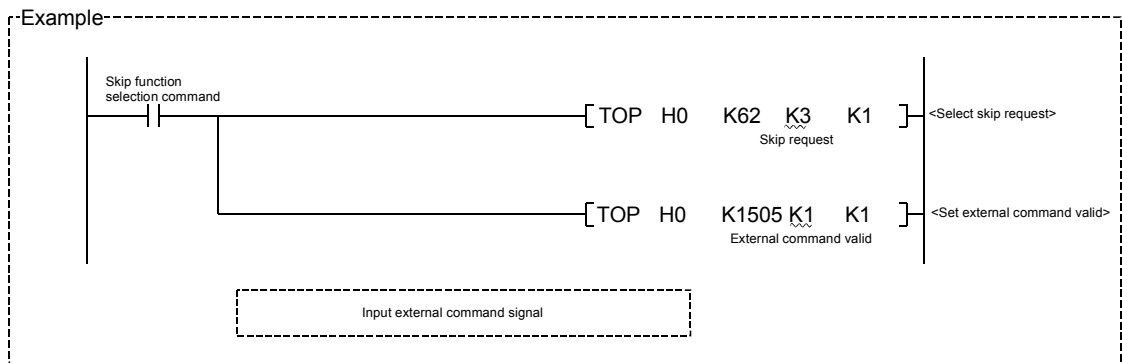 Example
Skip function
selection command
TOP H0 K62 K3 K1 <Select skip request>
Skip request
TOP H0 K1505 K1 K1 <Set external command valid>
External command valid
Input external command signal